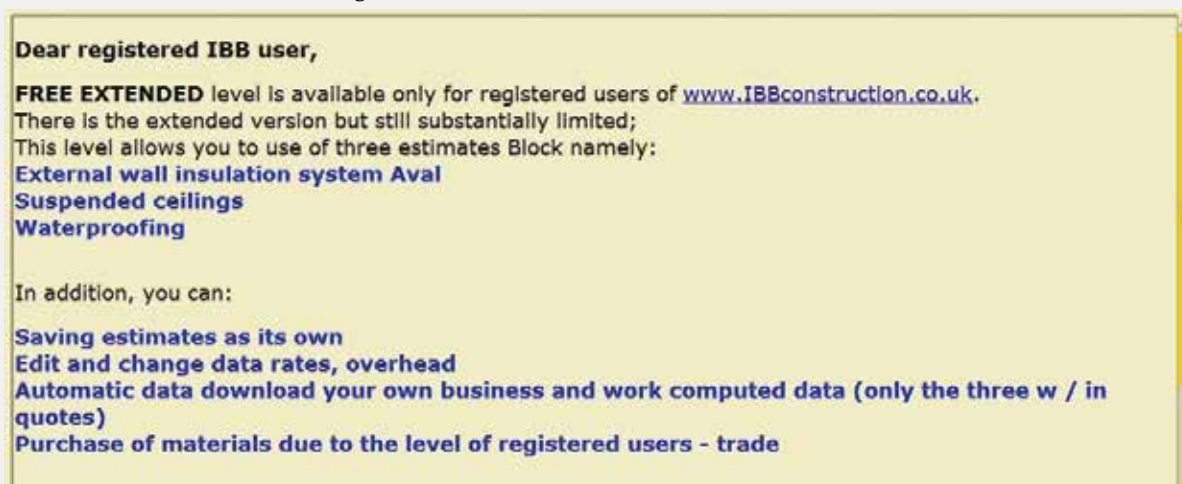 Dear registered IBB user,
FREE EXTENDED level is available only for registered users of www.IBBconstruction.co.uk.
There is the extended version but still substantially limited;
This level allows you to use of three estimates Block namely:
External wall insulation system Aval
Suspended ceilings
Waterproofing
In addition, you can:
Saving estimates as its own
Edit and change data rates, overhead
Automatic data download your own business and work computed data (only the three w / in
quotes)
Purchase of materials due to the level of registered users - trade